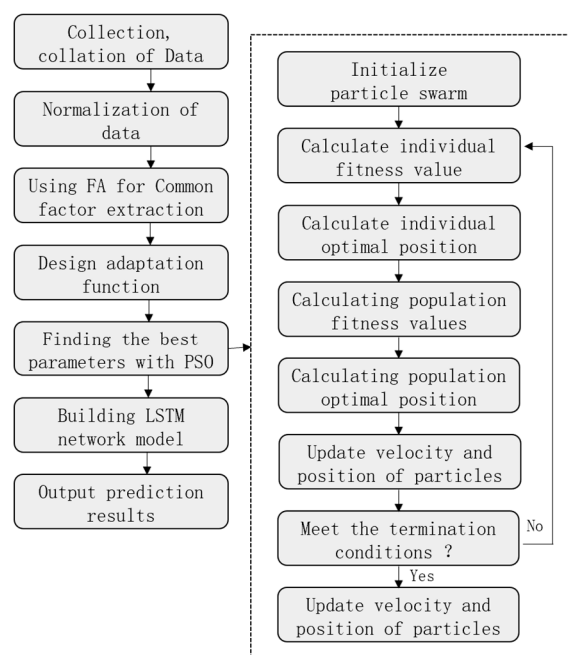 Collection,
collation of Data
Normalization of
data
Using FA for Common
factor extraction
Design adaptation
function
Finding the best
parameters with PSO
Building LSTM
network model
Output prediction
results
Initialize
particle swarm
Calculate individual
fitness value
Calculate individual
optimal position
Calculating population
fitness values
Calculating population
optimal position
Update velocity and
position of particles
Meet the termination
conditions ？
No
Yes
Update velocity and
position of particles